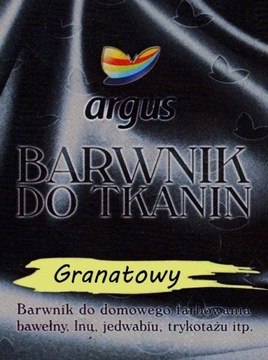 argus
BARWNIK
DO TKANIN
Granatowy
Barwnik do domowego farbowania
bawełny, lnu, jedwabiu, trykotażu itp.